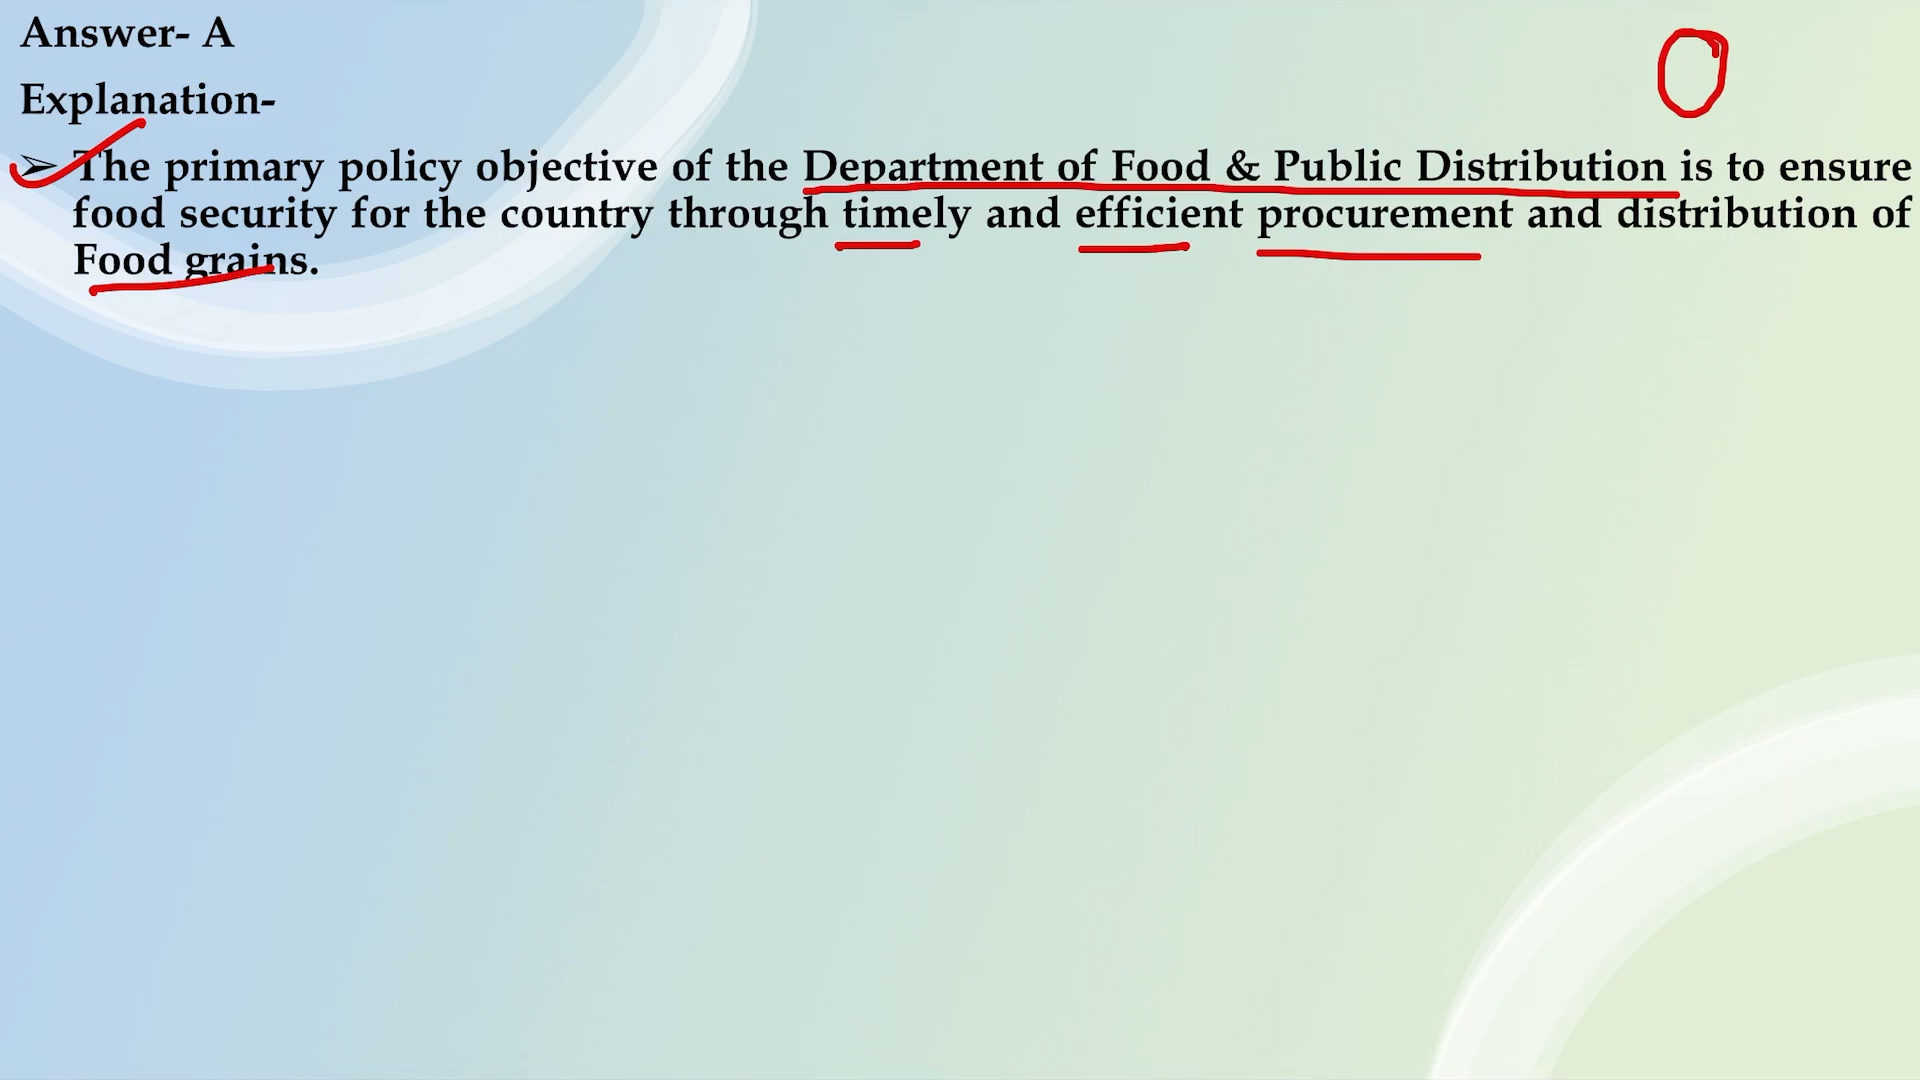 Answer- A
Explanation-
➢ The primary policy objective of the Department of Food & Public Distribution is to ensure
food security for the country through timely and efficient procurement and distribution of
Food grains.